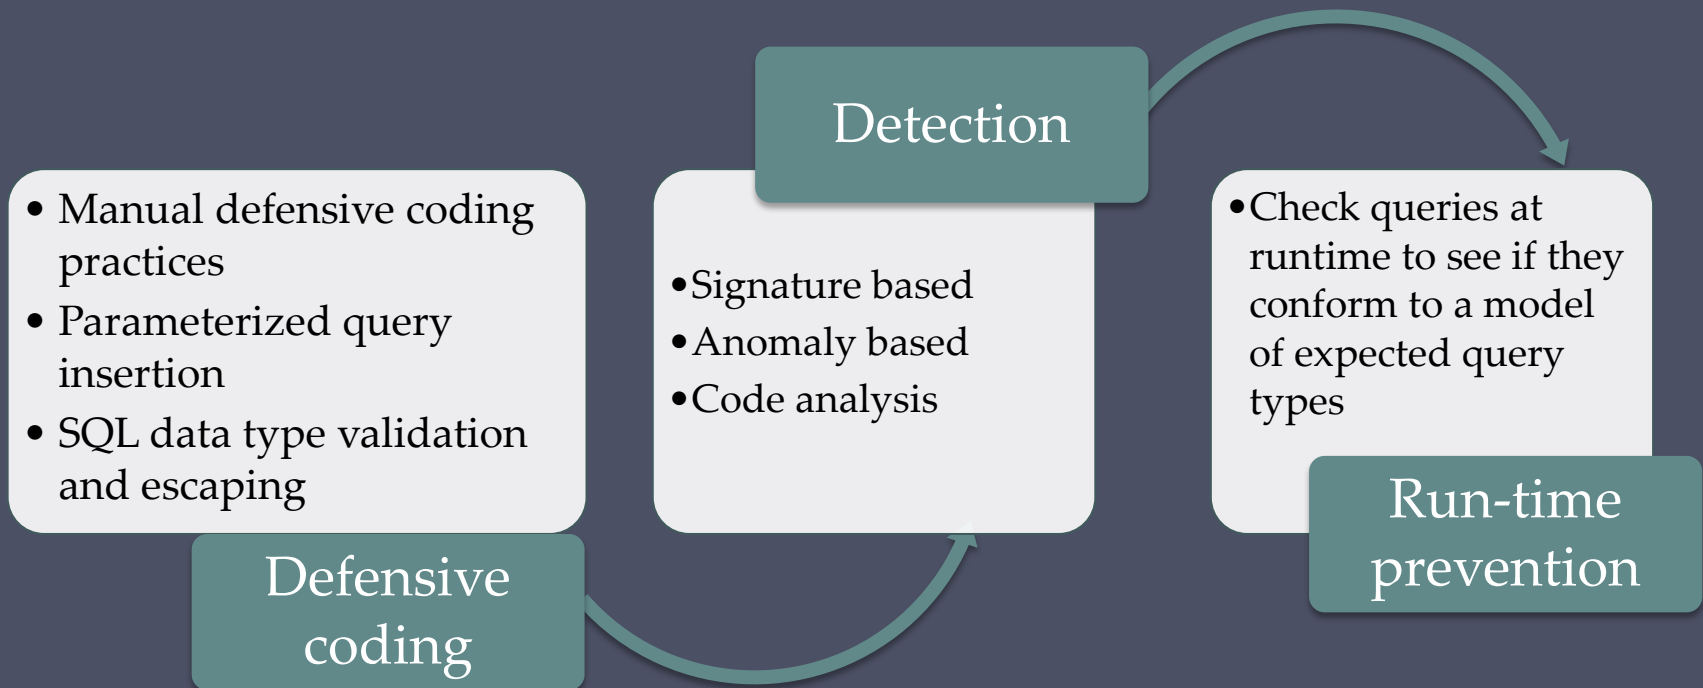 • Manual defensive coding
practices
• Parameterized query
insertion
• SQL data type validation
and escaping
Defensive
coding
Detection
•Signature based
•Anomaly based
•Code analysis
•Check queries at
runtime to see if they
conform to a model
of expected query
types
Run-time
prevention